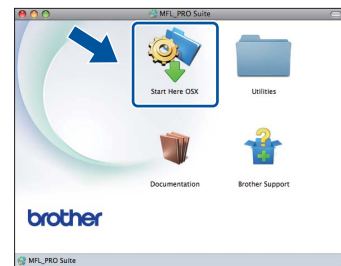 MFL_PRO Suite
Start Here OSX
Utilities
Documentation
Brother Support
brother
MFL_PRO Suite